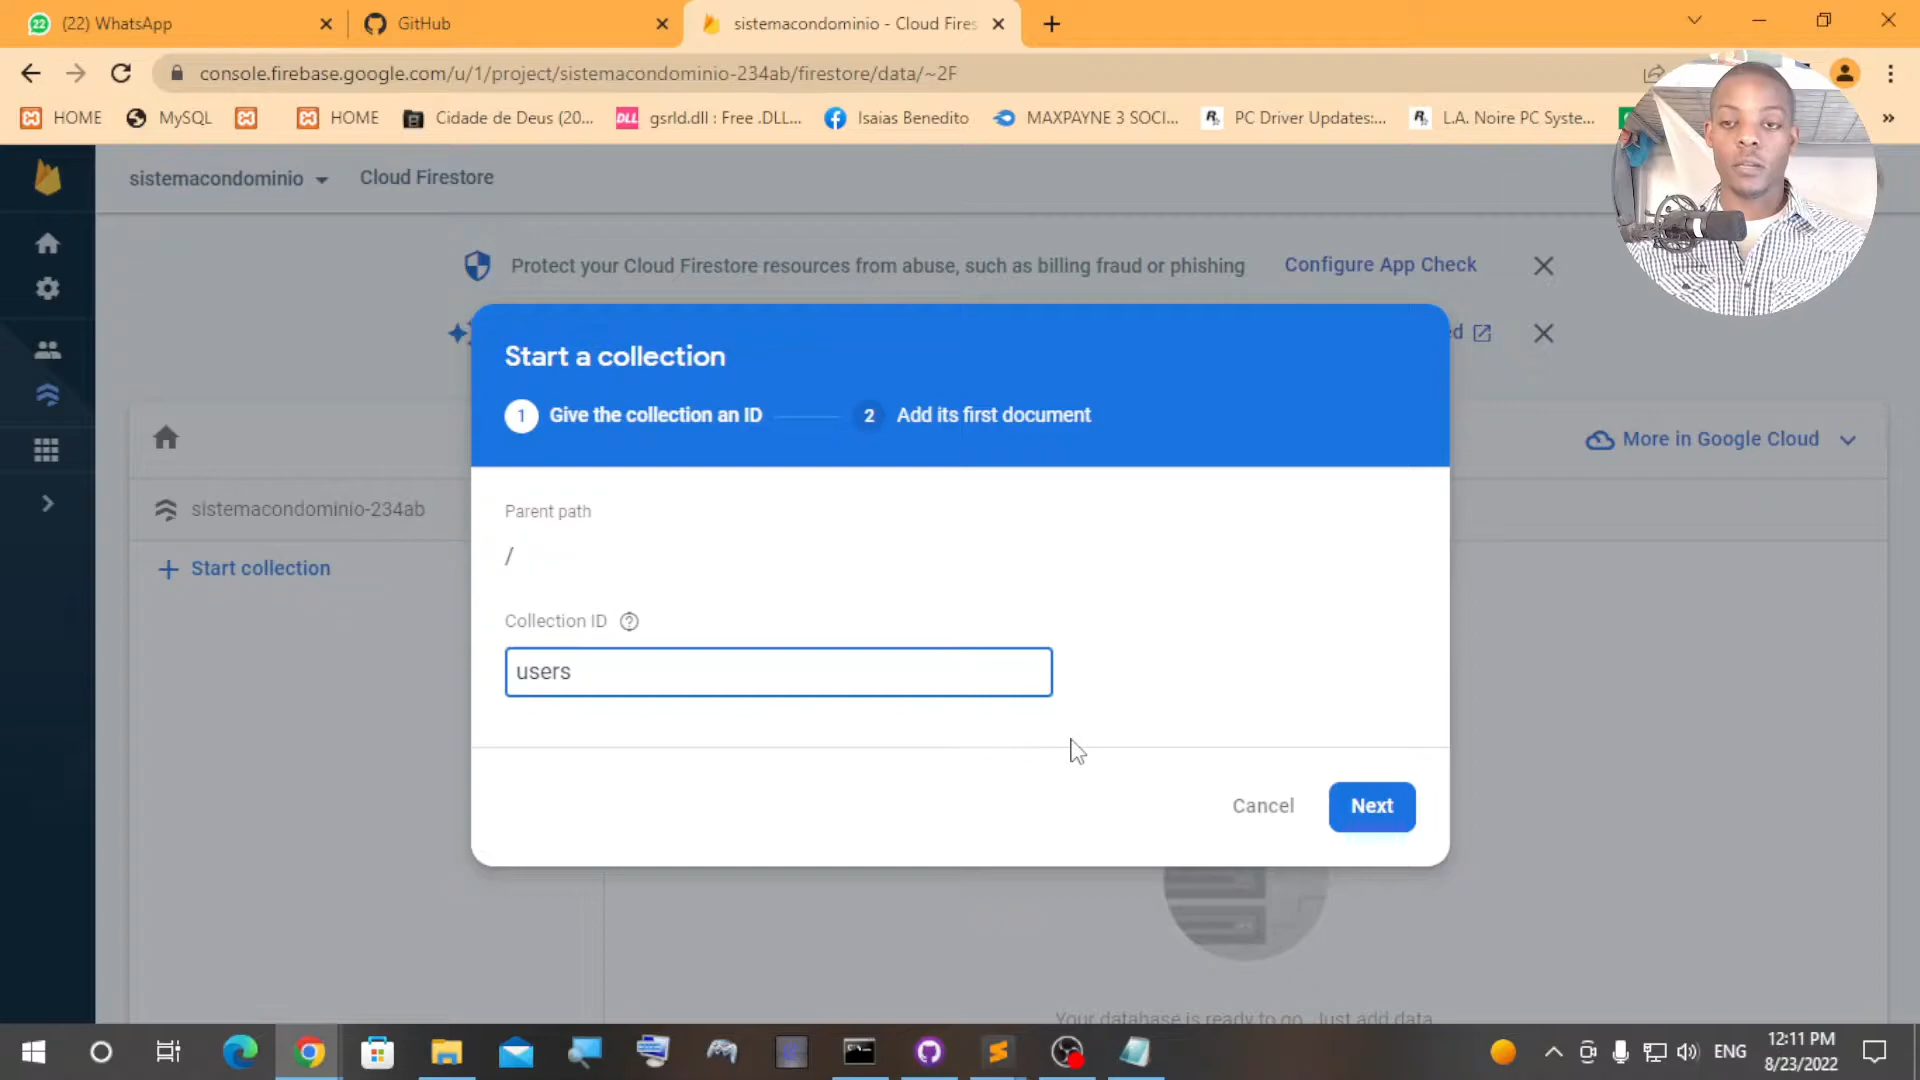 (22) WhatsApp
GitHub
sistemacondominio - Cloud Fires
console.firebase.google.com/u/1/project/sistemacondominio-234ab/firestore/data/~2F
HOME
MySQL
HOME
Cidade de Deus (20...
DLL
gsrld.dll : Free .DLL...
Isaias Benedito
MAXPAYNE 3 SOCI...
PC Driver Updates:...
L.A. Noire PC Syste...
»
sistemacondominio
Cloud Firestore
Protect your Cloud Firestore resources from abuse, such as billing fraud or phishing
Configure App Check
Start a collection
1 Give the collection an ID
2 Add its first document
More in Google Cloud
sistemacondominio-234ab
Start collection
Parent path
/
Collection ID
users
Cancel
Next
Your database is ready to go. Just add data
ENG
12:11 PM
8/23/2022